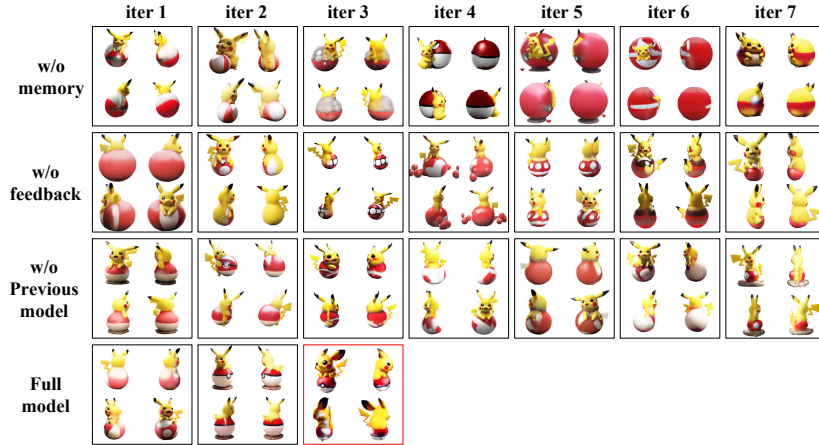 iter 1 iter 2 iter 3 iter 4 iter 5 iter 6 iter 7
w/o
memory
w/o
feedback
w/o
Previous
model
Full
model